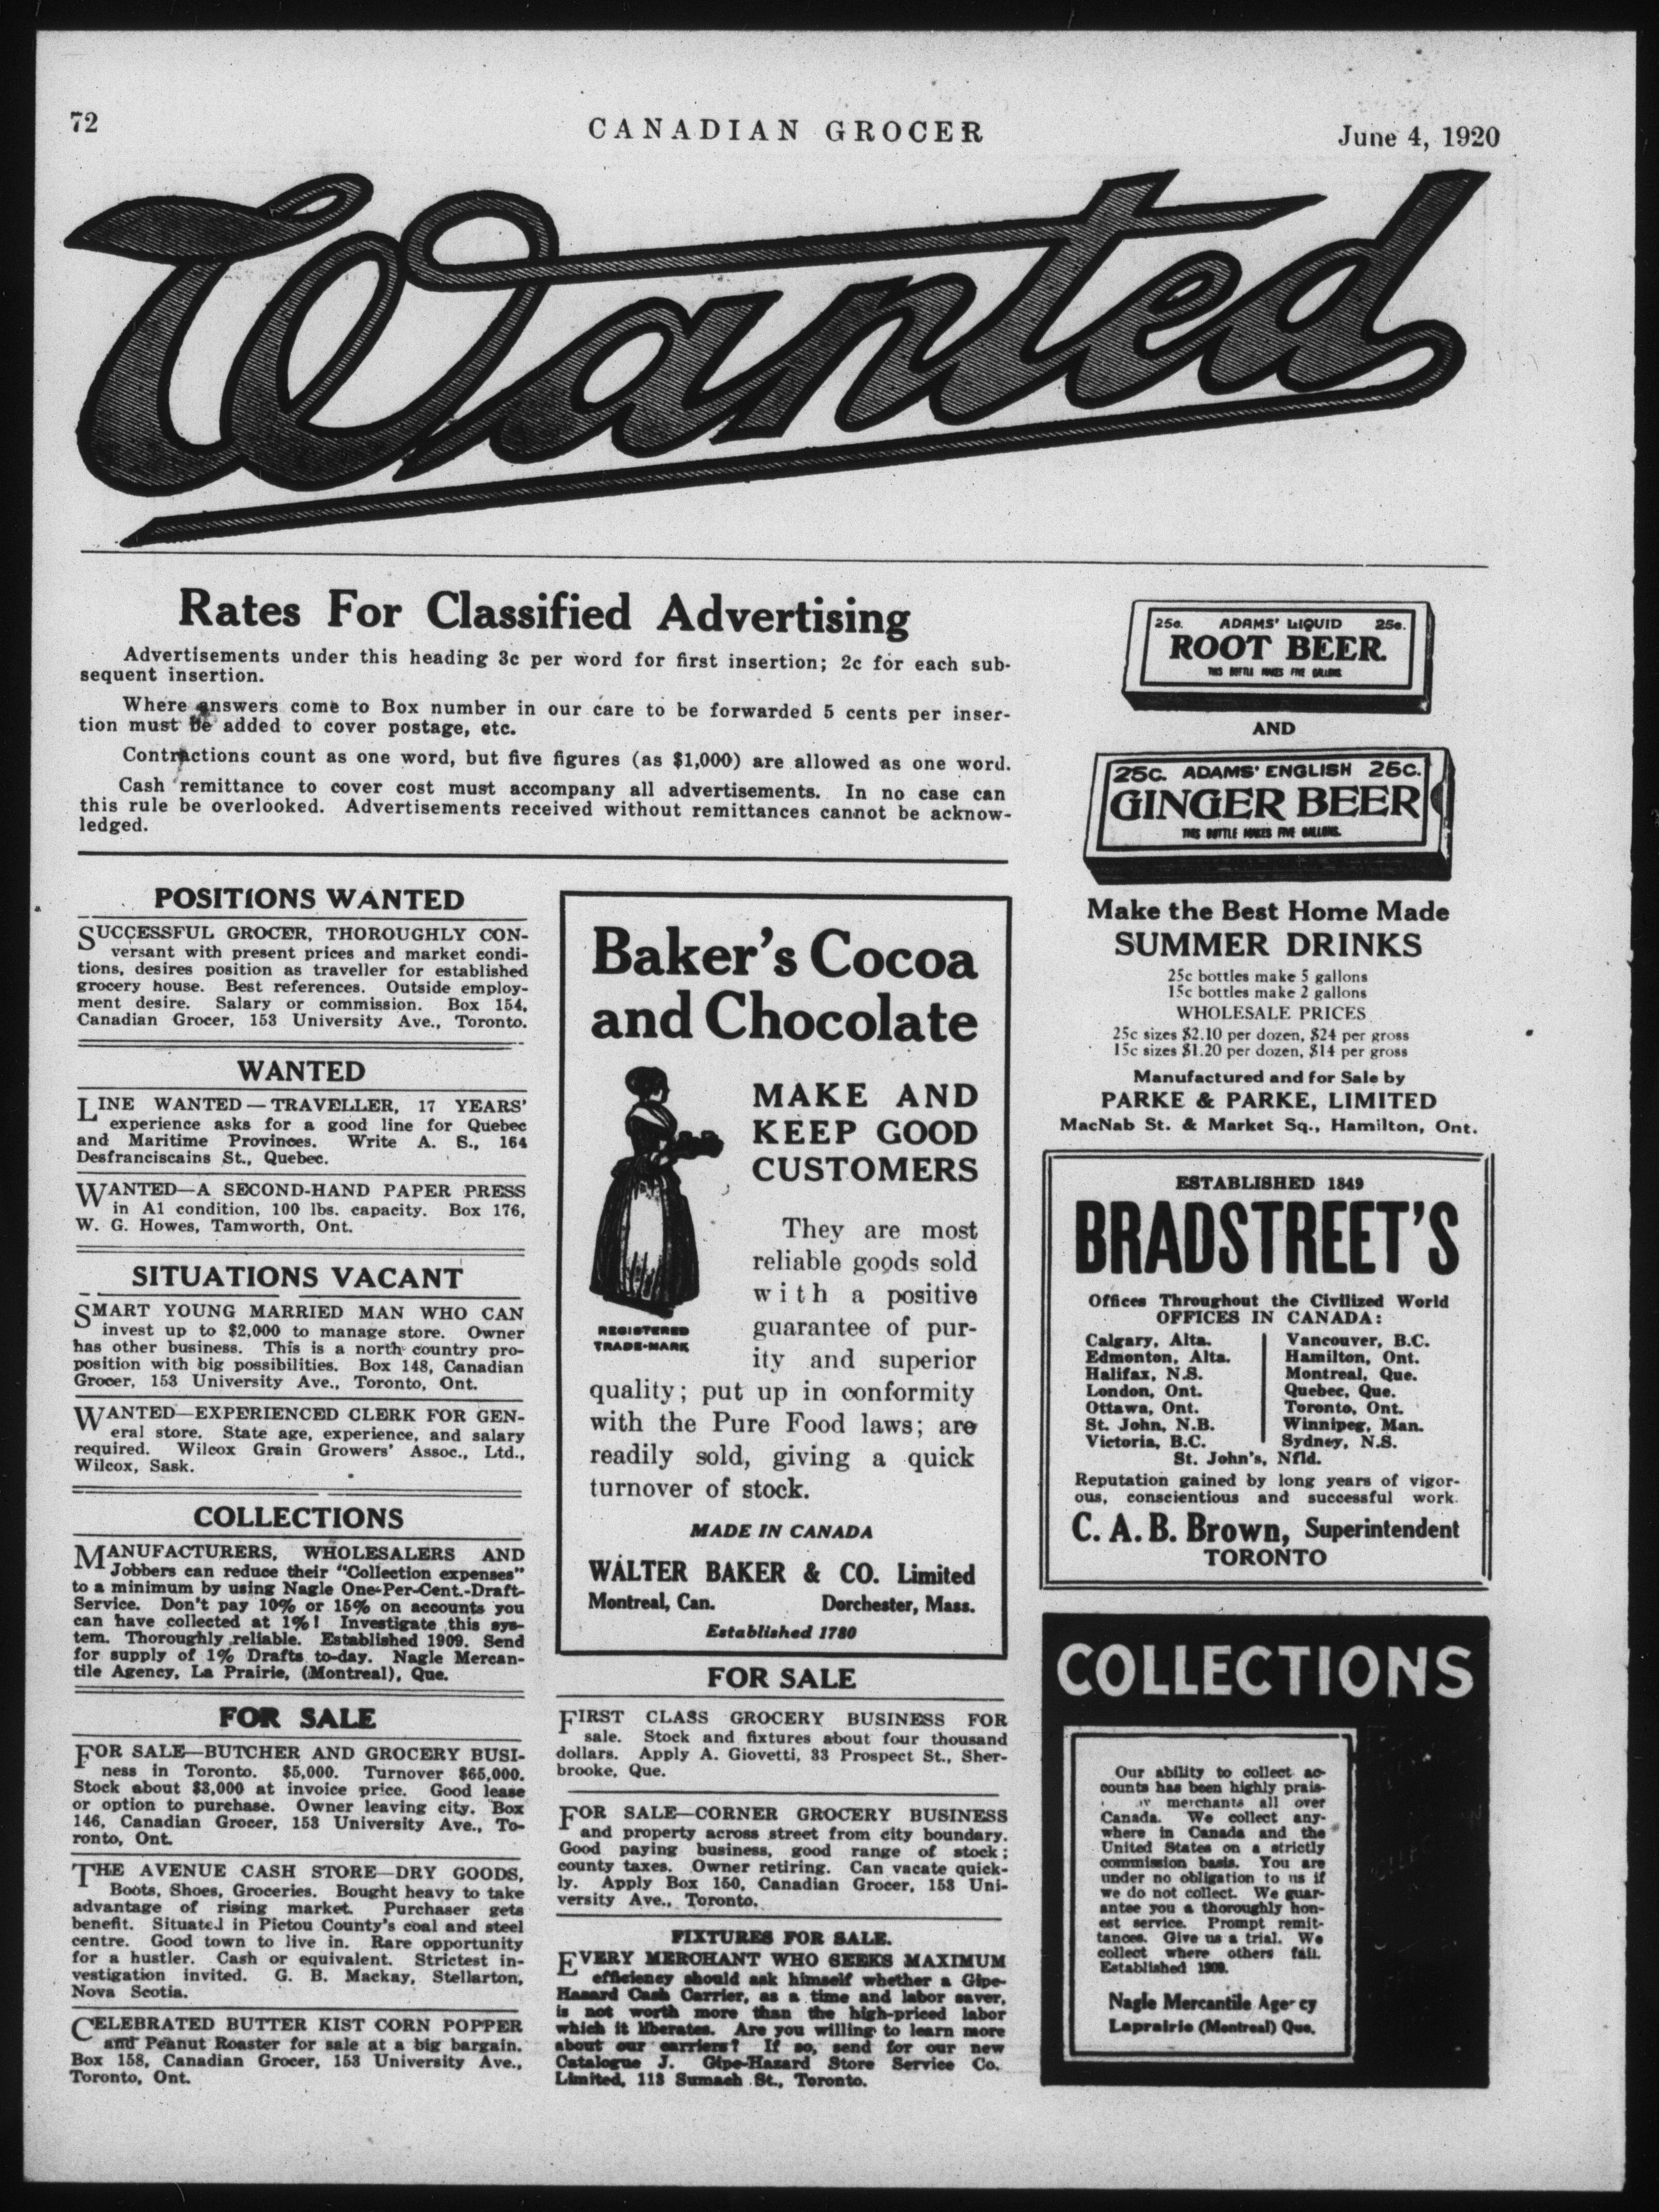 72
CANADIAN GROCER
June 4, 1920
Wanted
Rates For Classified Advertising
Advertisements under this heading 3c per word for first insertion; 2c for each sub-
sequent insertion.
Where answers come to Box number in our care to be forwarded 5 cents per inser-
tion must be added to cover postage, etc.
Contractions count as one word, but five figures (as $1,000) are allowed as one word.
Cash remittance to cover cost must accompany all advertisements. In no case can
this rule be overlooked. Advertisements received without remittances cannot be acknow-
ledged.
POSITIONS WANTED
SUCCESSFUL GROCER, THOROUGHLY CON-
versant with present prices and market condi-
tions, desires position as traveller for established
grocery house. Best references. Outside employ-
ment desire. Salary or commission. Box 154,
Canadian Grocer, 153 University Ave., Toronto.
WANTED
LINE WANTED — TRAVELLER, 17 YEARS'
experience asks for a good line for Quebec
and Maritime Provinces. Write A. S., 164
Desfranciscains St., Quebec.
WANTED—A SECOND-HAND PAPER PRESS
in A1 condition, 100 lbs. capacity. Box 176,
W. G. Howes, Tamworth, Ont.
SITUATIONS VACANT
SMART YOUNG MARRIED MAN WHO CAN
invest up to $2,000 to manage store. Owner
has other business. This is a north country pro-
position with big possibilities. Box 148, Canadian
Grocer, 153 University Ave., Toronto, Ont.
WANTED—EXPERIENCED CLERK FOR GEN-
eral store. State age, experience, and salary
required. Wilcox Grain Growers' Assoc., Ltd.,
Wilcox, Sask.
COLLECTIONS
MANUFACTURERS, WHOLESALERS AND
Jobbers can reduce their "Collection expenses"
to a minimum by using Nagle One-Per-Cent.-Draft-
Service. Don't pay 10% or 15% on accounts you
can have collected at 1%! Investigate this sys-
tem. Thoroughly reliable. Established 1909. Send
for supply of 1% Drafts to-day. Nagle Mercan-
tile Agency, La Prairie, (Montreal), Que.
FOR SALE
FOR SALE—BUTCHER AND GROCERY BUSI-
ness in Toronto. $5,000. Turnover $65,000.
Stock about $3,000 at invoice price. Good lease
or option to purchase. Owner leaving city. Box
146, Canadian Grocer, 153 University Ave., To-
ronto, Ont.
THE AVENUE CASH STORE—DRY GOODS,
Boots, Shoes, Groceries. Bought heavy to take
advantage of rising market. Purchaser gets
benefit. Situated in Pictou County's coal and steel
centre. Good town to live in. Rare opportunity
for a hustler. Cash or equivalent. Strictest in-
vestigation invited. G. B. Mackay, Stellarton,
Nova Scotia.
CELEBRATED BUTTER KIST CORN POPPER
and Peanut Roaster for sale at a big bargain.
Box 158, Canadian Grocer, 153 University Ave.,
Toronto, Ont.
Baker's Cocoa
and Chocolate
MAKE AND
KEEP GOOD
CUSTOMERS
REGISTERED
TRADE-MARK
They are most
reliable goods sold
with a positive
guarantee of pur-
ity and superior
quality; put up in conformity
with the Pure Food laws; are
readily sold, giving a quick
turnover of stock.
MADE IN CANADA
WALTER BAKER & CO. Limited
Montreal, Can. Dorchester, Mass.
Established 1780
FOR SALE
FIRST CLASS GROCERY BUSINESS FOR
sale. Stock and fixtures about four thousand
dollars. Apply A. Giovetti, 33 Prospect St., Sher-
brooke, Que.
FOR SALE—CORNER GROCERY BUSINESS
and property across street from city boundary.
Good paying business, good range of stock;
county taxes. Owner retiring. Can vacate quick-
ly. Apply Box 150, Canadian Grocer, 153 Uni-
versity Ave., Toronto.
FIXTURES FOR SALE.
EVERY MERCHANT WHO SEEKS MAXIMUM
efficiency should ask himself whether a Gipe-
Hazard Cash Carrier, as a time and labor saver,
is not worth more than the high-priced labor
which it liberates. Are you willing to learn more
about our carriers? If so, send for our new
Catalogue J. Gipe-Hazard Store Service Co.
Limited, 113 Sumach St., Toronto.
25c. ADAMS' LIQUID 25c.
ROOT BEER.
THIS BOTTLE MAKES FIVE GALLONS.
AND
25C. ADAMS' ENGLISH 25C.
GINGER BEER
THIS BOTTLE MAKES FIVE GALLONS.
Make the Best Home Made
SUMMER DRINKS
25c bottles make 5 gallons
15c bottles make 2 gallons
WHOLESALE PRICES
25c sizes $2.10 per dozen, $24 per gross
15c sizes $1.20 per dozen, $14 per gross
Manufactured and for Sale by
PARKE & PARKE, LIMITED
MacNab St. & Market Sq., Hamilton, Ont.
ESTABLISHED 1849
BRADSTREET'S
Offices Throughout the Civilized World
OFFICES IN CANADA:
Calgary, Alta. Vancouver, B.C.
Edmonton, Alta. Hamilton, Ont.
Halifax, N.S. Montreal, Que.
London, Ont. Quebec, Que.
Ottawa, Ont. Toronto, Ont.
St. John, N.B. Winnipeg, Man.
Victoria, B.C. Sydney, N.S.
St. John's, Nfld.
Reputation gained by long years of vigor-
ous, conscientious and successful work.
C. A. B. Brown, Superintendent
TORONTO
COLLECTIONS
Our ability to collect ac-
counts has been highly prais-
merchants all over
Canada. We collect any-
where in Canada and the
United States on a strictly
commission basis. You are
under no obligation to us if
we do not collect. We guar-
antee you a thoroughly hon-
est service. Prompt remit-
tances. Give us a trial. We
collect where others fail.
Established 1909.
Nagle Mercantile Agency
Laprairie (Montreal) Que.